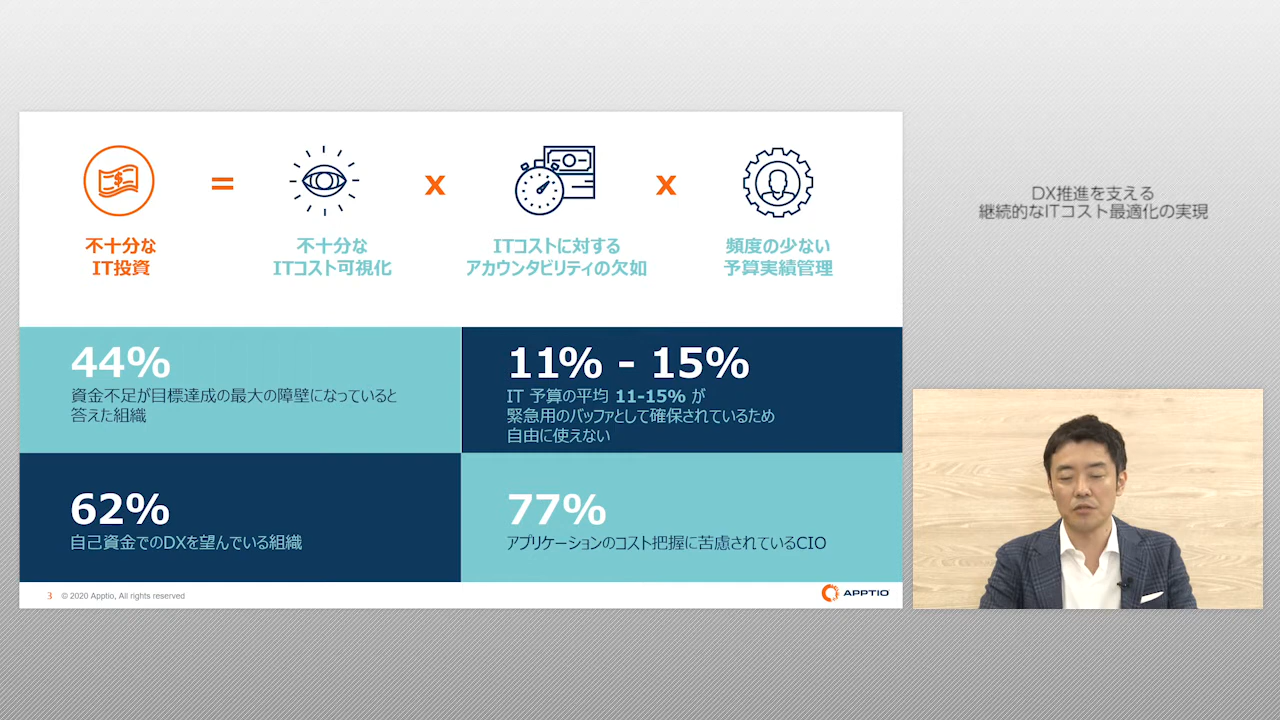 =
x
x
不十分な
IT投資
不十分な
ITコスト可視化
ITコストに対する
アカウンタビリティの欠如
頻度の少ない
予算実績管理
44%
資金不足が目標達成の最大の障壁になっていると
答えた組織
11% - 15%
IT 予算の平均 11-15% が
緊急用のバッファとして確保されているため
自由に使えない
62%
自己資金でのDXを望んでいる組織
77%
アプリケーションのコスト把握に苦慮されているCIO
3 © 2020 Apptio, All rights reserved
APPTIO
DX推進を支える
継続的なITコスト最適化の実現